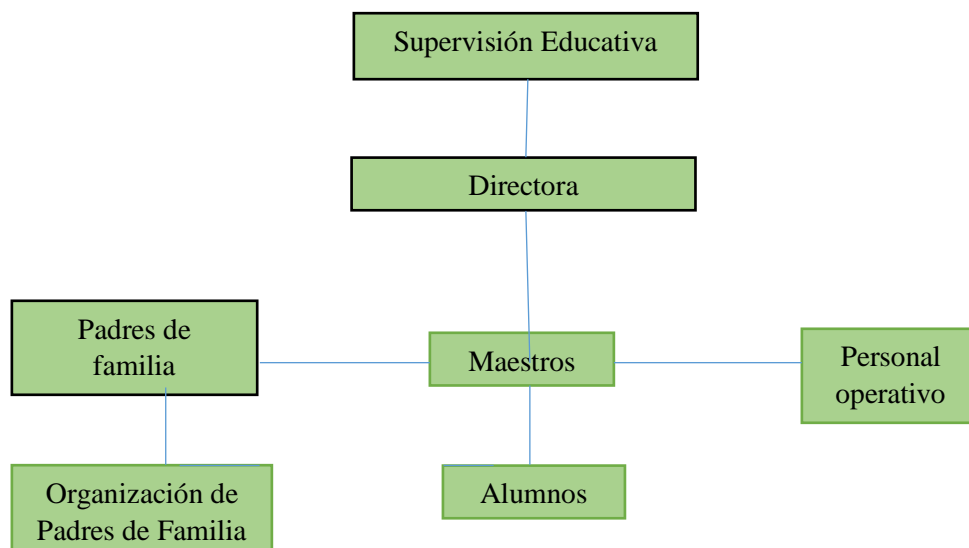 Supervisión Educativa
Directora
Padres de
familia
Maestros
Personal
operativo
Organización de
Padres de Familia
Alumnos